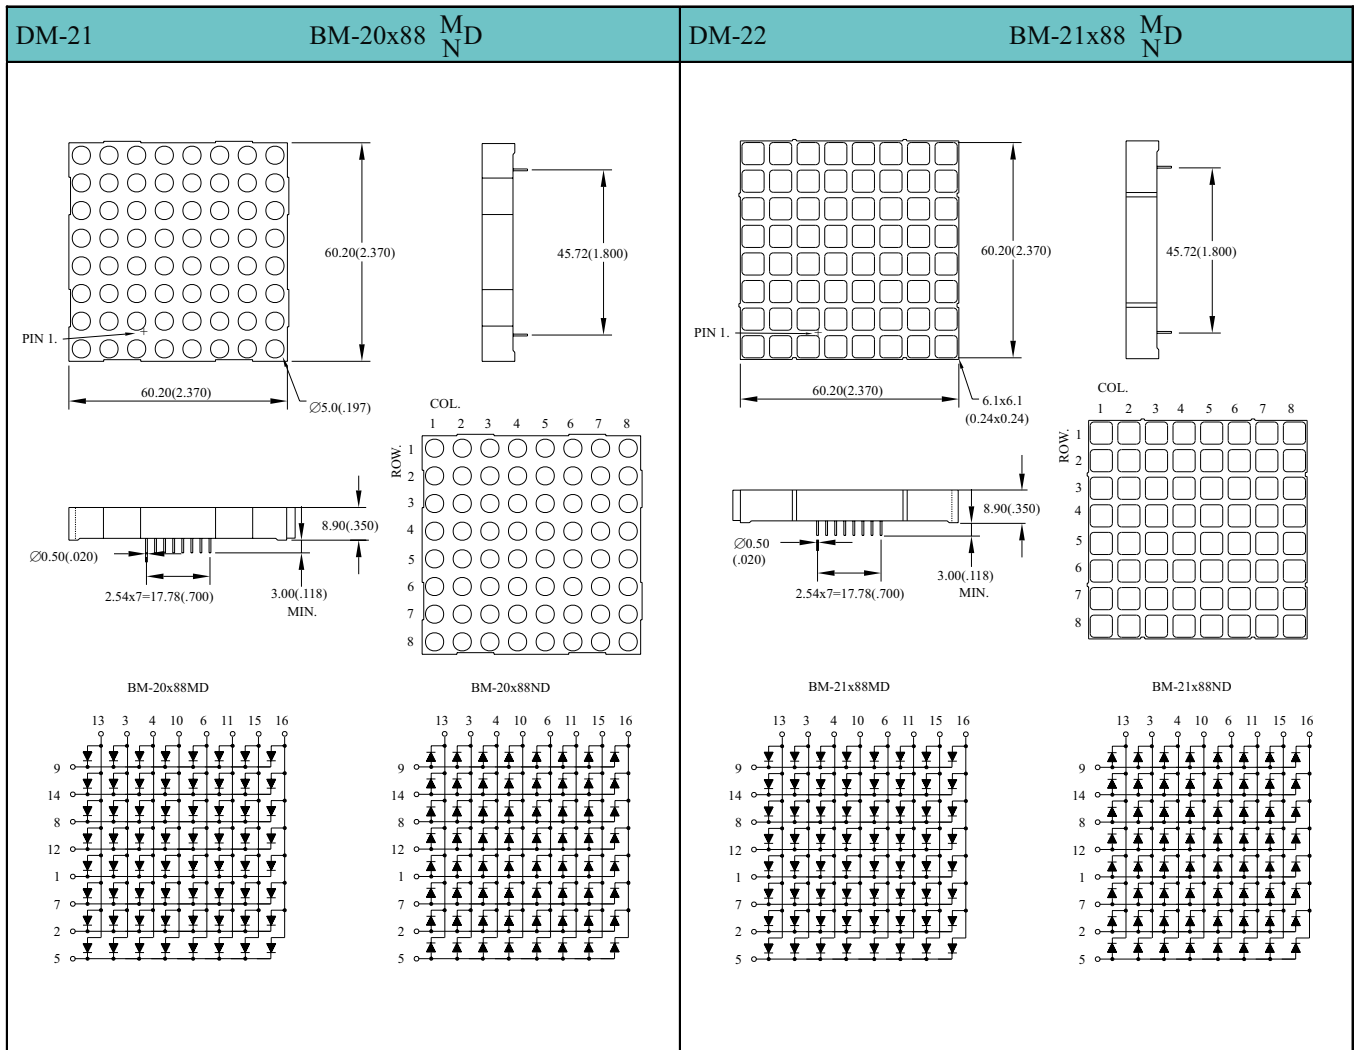 DM-21 BM-20x88 M/N D
DM-22 BM-21x88 M/N D
60.20(2.370)
45.72(1.800)
PIN 1.
60.20(2.370)
∅5.0(.197)
COL.
1 2 3 4 5 6 7 8
ROW.
1
2
3
4
5
6
7
8
8.90(.350)
∅0.50(.020)
2.54x7=17.78(.700)
3.00(.118)
MIN.
BM-20x88MD
13 3 4 10 6 11 15 16
9
14
8
12
1
7
2
5
BM-20x88ND
13 3 4 10 6 11 15 16
9
14
8
12
1
7
2
5
60.20(2.370)
45.72(1.800)
PIN 1.
60.20(2.370)
6.1x6.1
(0.24x0.24)
COL.
1 2 3 4 5 6 7 8
ROW.
1
2
3
4
5
6
7
8
8.90(.350)
∅0.50
(.020)
2.54x7=17.78(.700)
3.00(.118)
MIN.
BM-21x88MD
13 3 4 10 6 11 15 16
9
14
8
12
1
7
2
5
BM-21x88ND
13 3 4 10 6 11 15 16
9
14
8
12
1
7
2
5